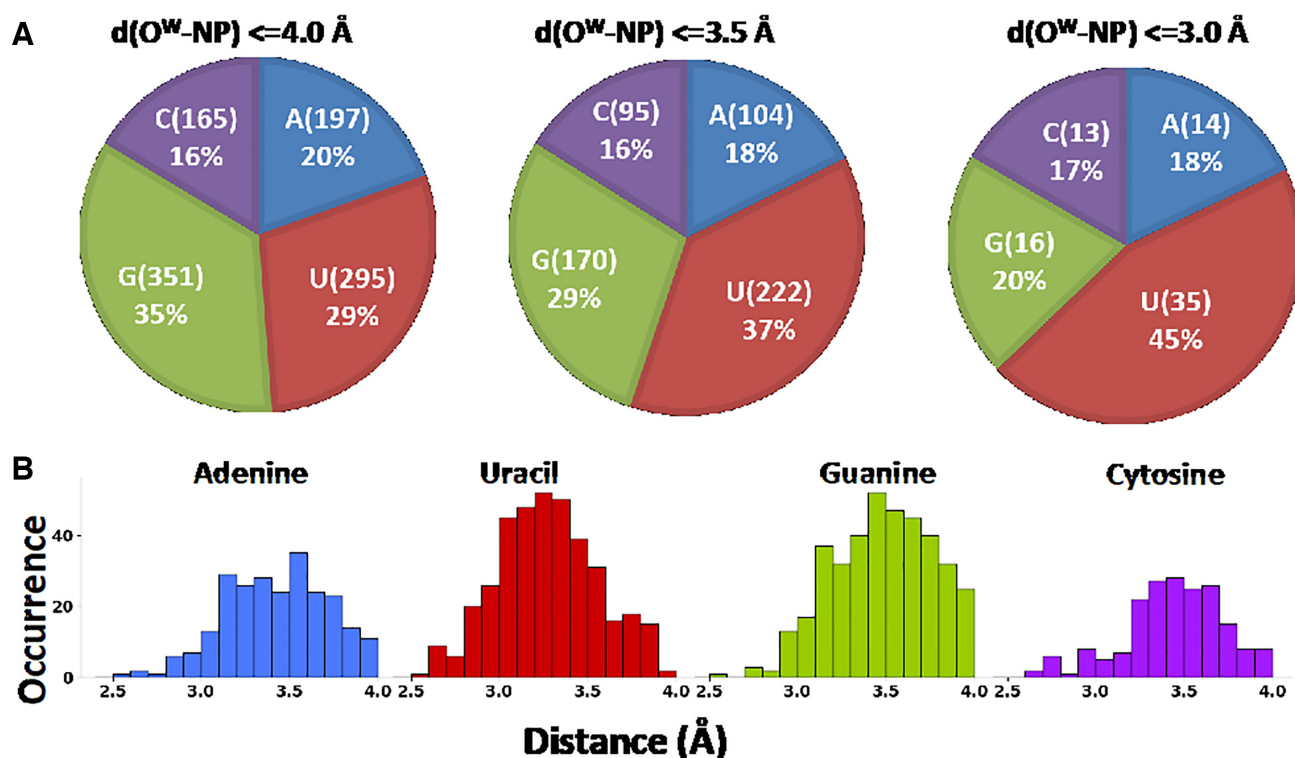 A
d(Oᵂ-NP) <=4.0 Å
d(Oᵂ-NP) <=3.5 Å
d(Oᵂ-NP) <=3.0 Å
C(165)
16%
A(197)
20%
G(351)
35%
U(295)
29%
C(95)
16%
A(104)
18%
G(170)
29%
U(222)
37%
C(13)
17%
A(14)
18%
G(16)
20%
U(35)
45%
B
Adenine
Uracil
Guanine
Cytosine
Occurrence
40
20
0
2.5 3.0 3.5 4.0 2.5 3.0 3.5 4.0 2.5 3.0 3.5 4.0 2.5 3.0 3.5 4.0
Distance (Å)